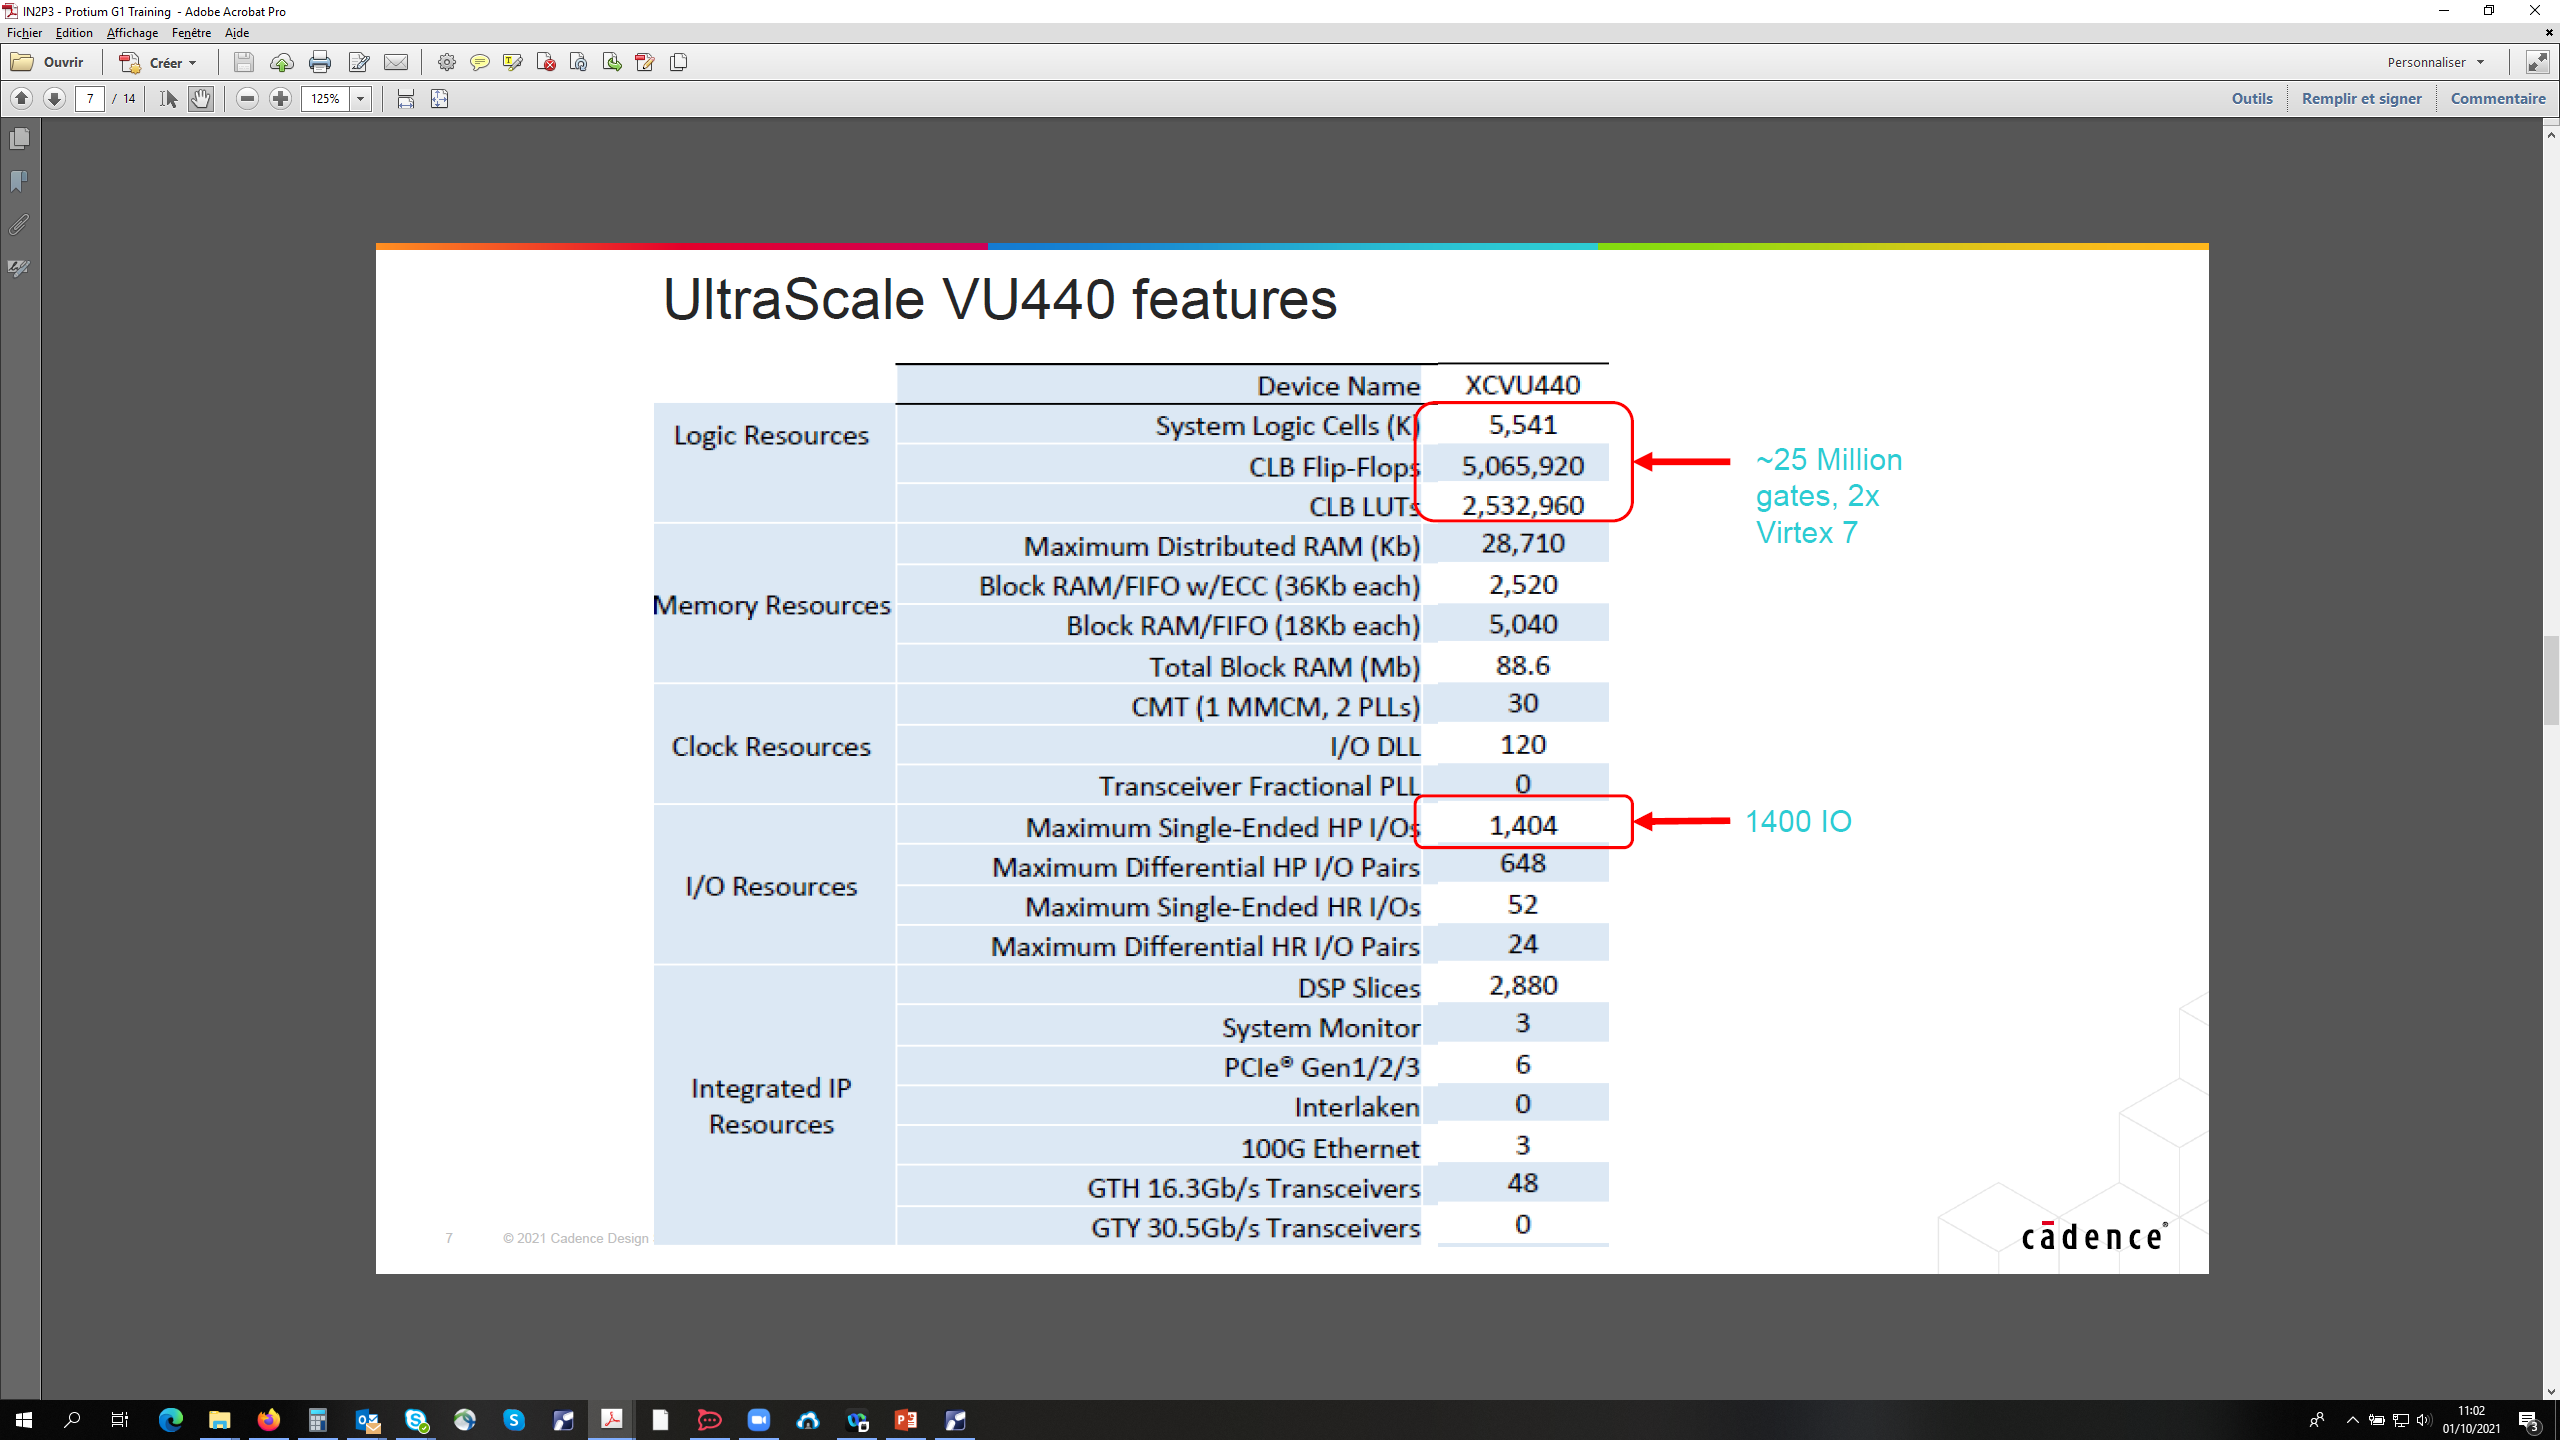 IN2P3 - Protium G1 Training - Adobe Acrobat Pro
Fichier Edition Affichage Fenêtre Aide
Ouvrir Créer Personnaliser
7 / 14 125% Outils Remplir et signer Commentaire
UltraScale VU440 features
Device Name XCVU440
Logic Resources
System Logic Cells (K) 5,541
CLB Flip-Flops 5,065,920
CLB LUTs 2,532,960
~25 Million
gates, 2x
Virtex 7
Memory Resources
Maximum Distributed RAM (Kb) 28,710
Block RAM/FIFO w/ECC (36Kb each) 2,520
Block RAM/FIFO (18Kb each) 5,040
Total Block RAM (Mb) 88.6
Clock Resources
CMT (1 MMCM, 2 PLLs) 30
I/O DLL 120
Transceiver Fractional PLL 0
I/O Resources
Maximum Single-Ended HP I/Os 1,404
1400 IO
Maximum Differential HP I/O Pairs 648
Maximum Single-Ended HR I/Os 52
Maximum Differential HR I/O Pairs 24
Integrated IP
Resources
DSP Slices 2,880
System Monitor 3
PCIe® Gen1/2/3 6
Interlaken 0
100G Ethernet 3
GTH 16.3Gb/s Transceivers 48
GTY 30.5Gb/s Transceivers 0
7 © 2021 Cadence Design
cādence®
11:02
01/10/2021
3